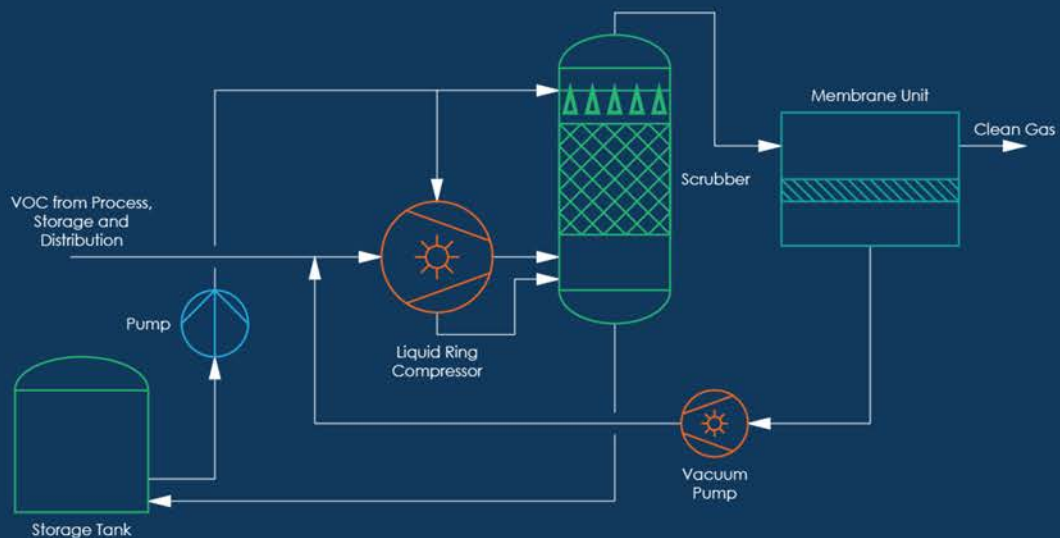 Membrane Unit
Clean Gas
Scrubber
VOC from Process,
Storage and
Distribution
Pump
Liquid Ring
Compressor
Vacuum
Pump
Storage Tank